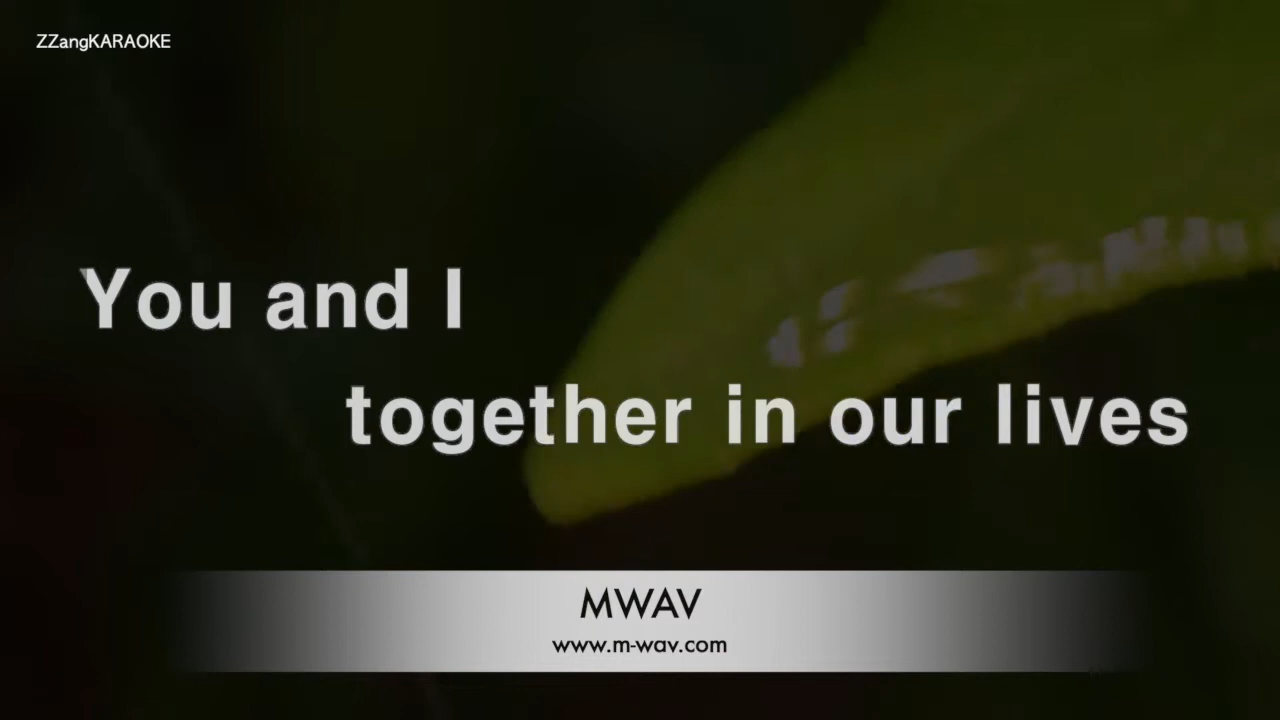 ZZangKARAOKE
You and I
together in our lives
MWAV
www.m-wav.com